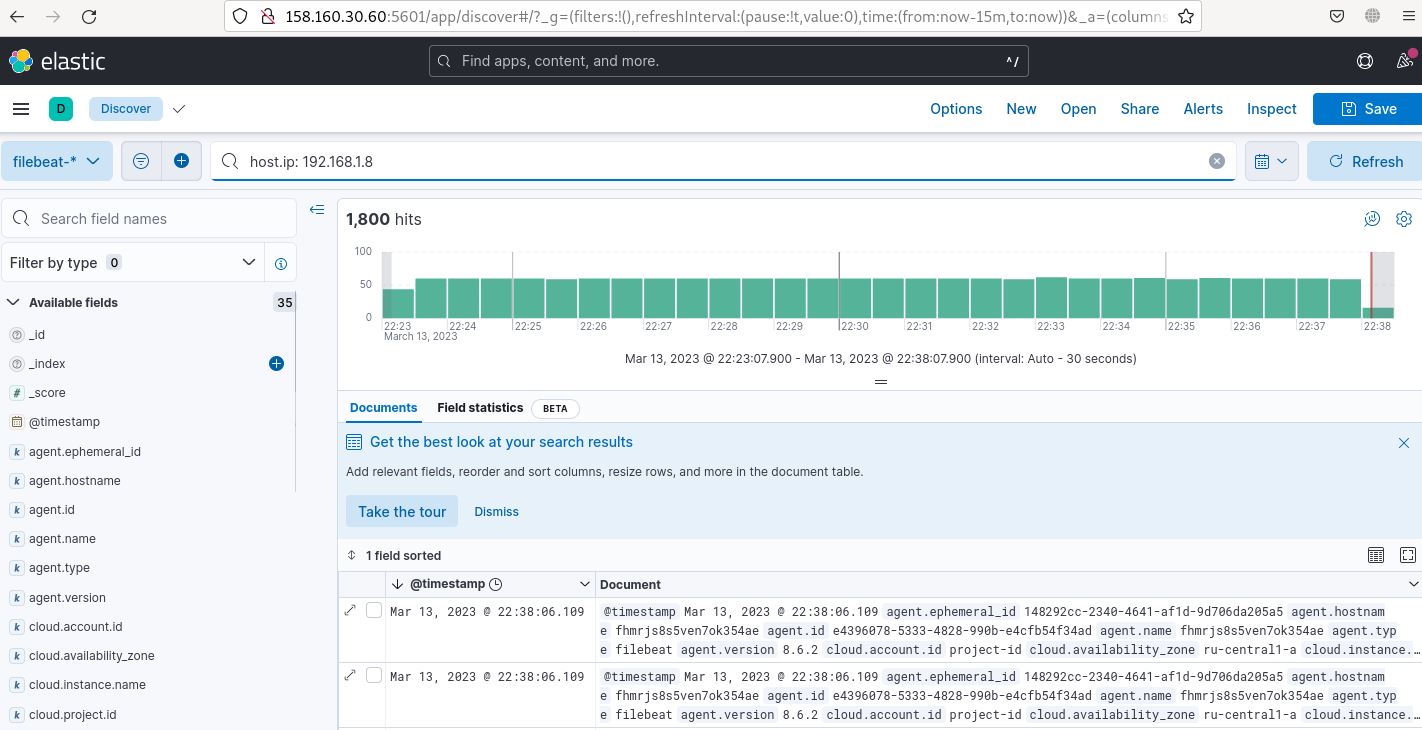 158.160.30.60:5601/app/discover#/?_g=(filters:!(),refreshInterval:(pause:!t,value:0),time:(from:now-15m,to:now))&_a=(columns
elastic
Find apps, content, and more.
^/
D
Discover
Options
New
Open
Share
Alerts
Inspect
Save
filebeat-*
host.ip: 192.168.1.8
Refresh
Search field names
Filter by type 0
Available fields 35
_id
_index
_score
@timestamp
agent.ephemeral_id
agent.hostname
agent.id
agent.name
agent.type
agent.version
cloud.account.id
cloud.availability_zone
cloud.instance.name
cloud.project.id
1,800 hits
100
50
0
22:23 22:24 22:25 22:26 22:27 22:28 22:29 22:30 22:31 22:32 22:33 22:34 22:35 22:36 22:37 22:38
March 13, 2023
Mar 13, 2023 @ 22:23:07.900 - Mar 13, 2023 @ 22:38:07.900 (interval: Auto - 30 seconds)
Documents
Field statistics
BETA
Get the best look at your search results
Add relevant fields, reorder and sort columns, resize rows, and more in the document table.
Take the tour
Dismiss
1 field sorted
@timestamp
Document
Mar 13, 2023 @ 22:38:06.109
@timestamp Mar 13, 2023 @ 22:38:06.109 agent.ephemeral_id 148292cc-2340-4641-af1d-9d706da205a5 agent.hostnam
e fhmrjs8s5ven7ok354ae agent.id e4396078-5333-4828-990b-e4cfb54f34ad agent.name fhmrjs8s5ven7ok354ae agent.typ
e filebeat agent.version 8.6.2 cloud.account.id project-id cloud.availability_zone ru-central1-a cloud.instance.…
Mar 13, 2023 @ 22:38:06.109
@timestamp Mar 13, 2023 @ 22:38:06.109 agent.ephemeral_id 148292cc-2340-4641-af1d-9d706da205a5 agent.hostnam
e fhmrjs8s5ven7ok354ae agent.id e4396078-5333-4828-990b-e4cfb54f34ad agent.name fhmrjs8s5ven7ok354ae agent.typ
e filebeat agent.version 8.6.2 cloud.account.id project-id cloud.availability_zone ru-central1-a cloud.instance.…